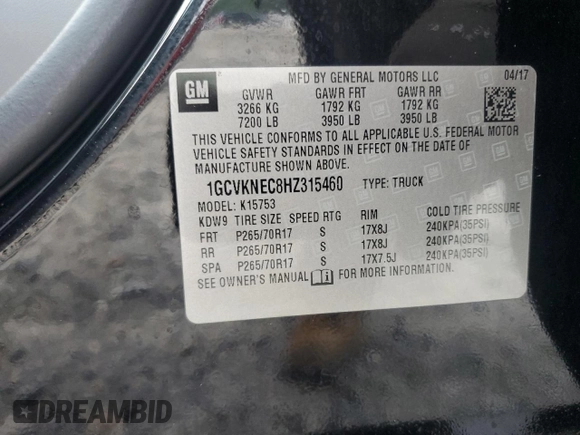 GM
MFD BY GENERAL MOTORS LLC 04/17
GVWR GAWR FRT GAWR RR
3266 KG 1792 KG 1792 KG
7200 LB 3950 LB 3950 LB
THIS VEHICLE CONFORMS TO ALL APPLICABLE U.S. FEDERAL MOTOR
VEHICLE SAFETY STANDARDS IN EFFECT ON THE DATE OF
MANUFACTURE SHOWN ABOVE.
1GCVKNEC8HZ315460 TYPE: TRUCK
MODEL: K15753
KDW9 TIRE SIZE SPEED RTG RIM COLD TIRE PRESSURE
FRT P265/70R17 S 17X8J 240KPA(35PSI)
RR P265/70R17 S 17X8J 240KPA(35PSI)
SPA P265/70R17 S 17X7.5J 240KPA(35PSI)
SEE OWNER'S MANUAL FOR MORE INFORMATION.
DREAMBID